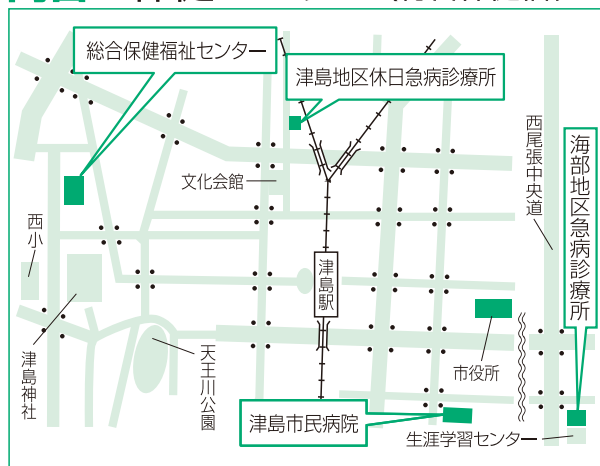 総合保健福祉センター
津島地区休日急病診療所
西尾張中央道
海部地区急病診療所
文化会館
西小
津島駅
津島神社
天王川公園
市役所
津島市民病院
生涯学習センター